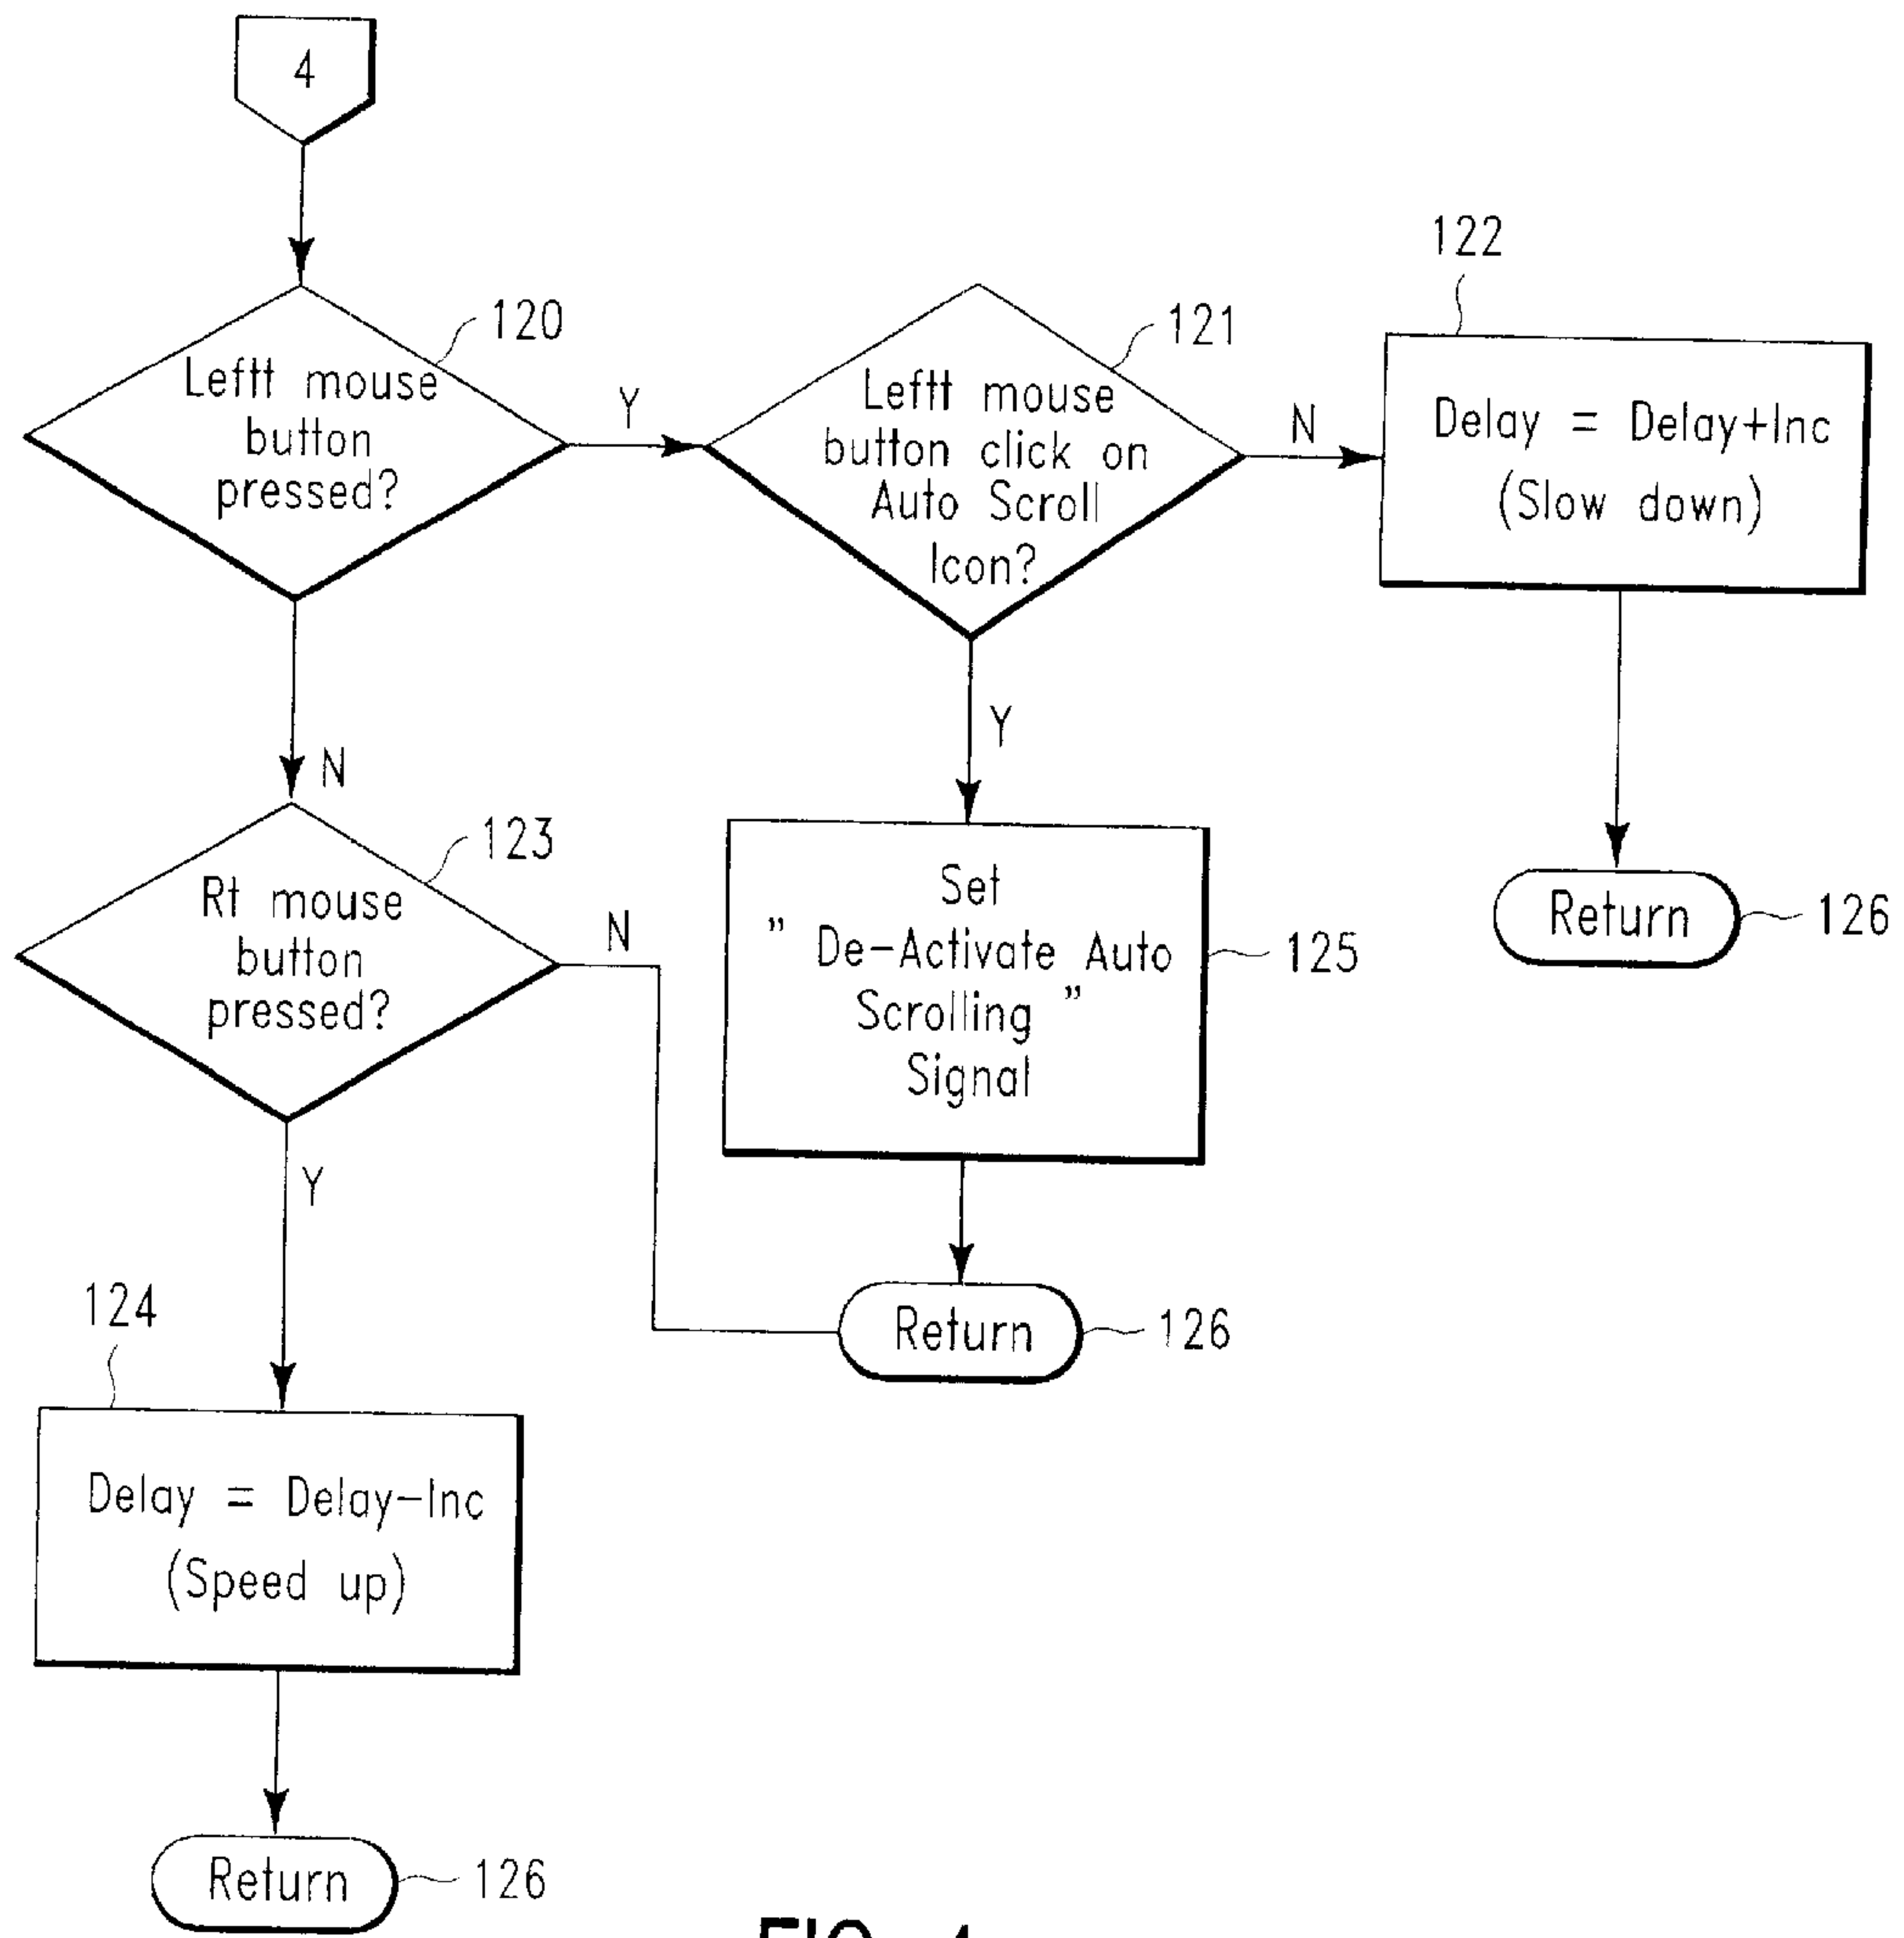 4
120
Leftt mouse
button
pressed?
Y
121
Leftt mouse
button click on
Auto Scroll
Icon?
N
122
Delay = Delay+Inc
(Slow down)
Return
126
N
123
Rt mouse
button
pressed?
N
Y
Set
" De-Activate Auto
Scrolling "
Signal
125
Return
126
Y
124
Delay = Delay-Inc
(Speed up)
Return
126